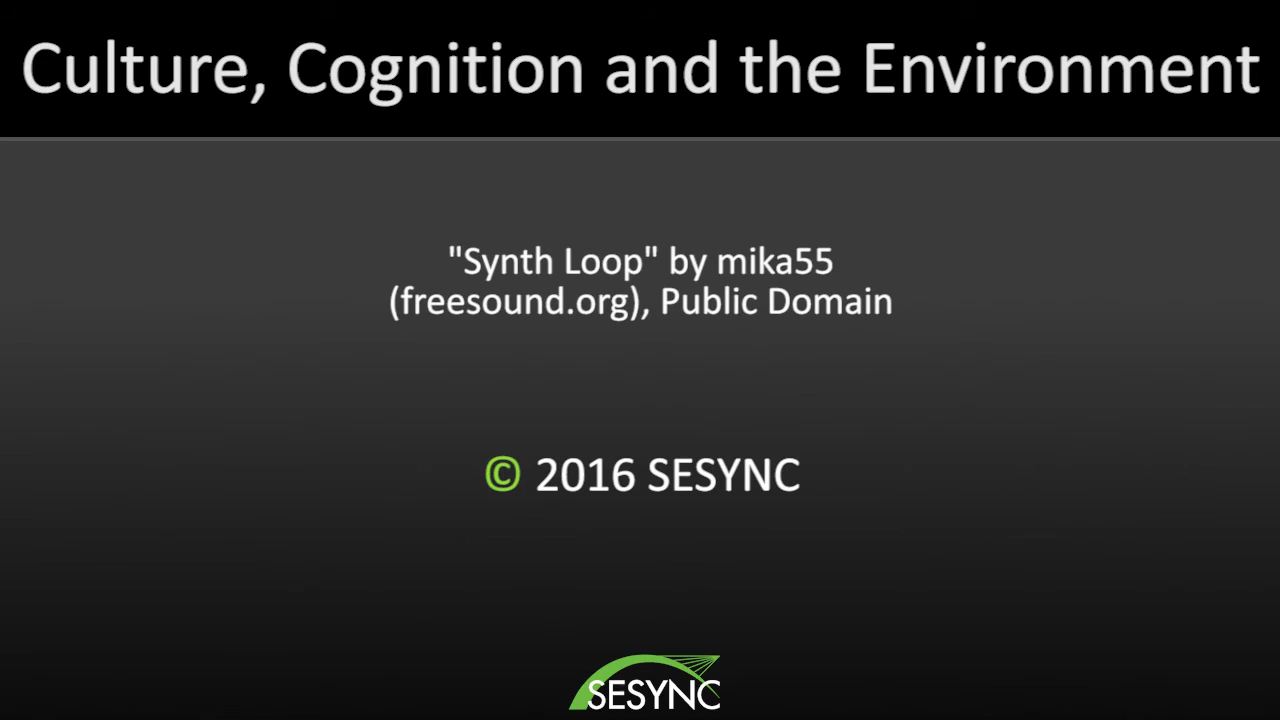 Culture, Cognition and the Environment
"Synth Loop" by mika55
(freesound.org), Public Domain
© 2016 SESYNC
SESYNC